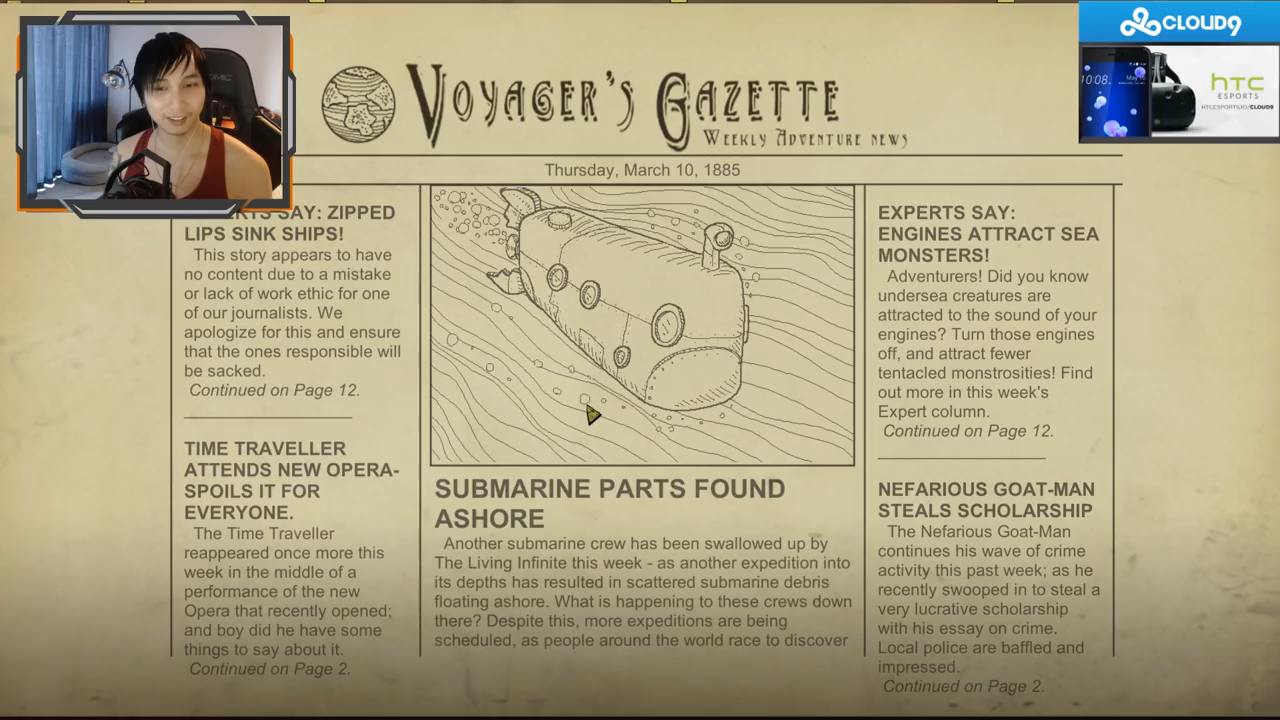 CLOUD9
10:08
hTC
ESPORTS
HTCESPORTS.IO/CLOUD9
VOYAGER'S GAZETTE
WEEKLY ADVENTURE NEWS
Thursday, March 10, 1885
SAY: ZIPPED
LIPS SINK SHIPS!
This story appears to have
no content due to a mistake
or lack of work ethic for one
of our journalists. We
apologize for this and ensure
that the ones responsible will
be sacked.
Continued on Page 12.
TIME TRAVELLER
ATTENDS NEW OPERA-
SPOILS IT FOR
EVERYONE.
The Time Traveller
reappeared once more this
week in the middle of a
performance of the new
Opera that recently opened;
and boy did he have some
things to say about it.
Continued on Page 2.
SUBMARINE PARTS FOUND
ASHORE
Another submarine crew has been swallowed up by
The Living Infinite this week - as another expedition into
its depths has resulted in scattered submarine debris
floating ashore. What is happening to these crews down
there? Despite this, more expeditions are being
scheduled, as people around the world race to discover
EXPERTS SAY:
ENGINES ATTRACT SEA
MONSTERS!
Adventurers! Did you know
undersea creatures are
attracted to the sound of your
engines? Turn those engines
off, and attract fewer
tentacled monstrosities! Find
out more in this week's
Expert column.
Continued on Page 12.
NEFARIOUS GOAT-MAN
STEALS SCHOLARSHIP
The Nefarious Goat-Man
continues his wave of crime
activity this past week; as he
recently swooped in to steal a
very lucrative scholarship
with his essay on crime.
Local police are baffled and
impressed.
Continued on Page 2.